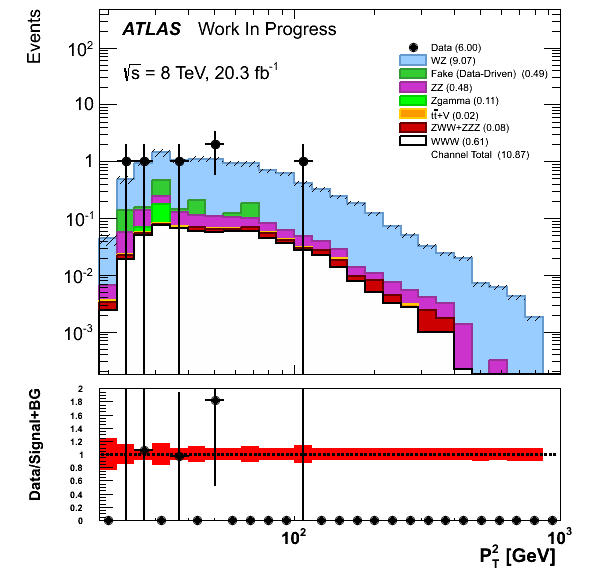 Events
ATLAS Work In Progress
√s = 8 TeV, 20.3 fb⁻¹
Data (6.00)
WZ (9.07)
Fake (Data-Driven) (0.49)
ZZ (0.48)
Zgamma (0.11)
tt̄+V (0.02)
ZWW+ZZZ (0.08)
WWW (0.61)
Channel Total (10.87)
10²
10
1
10⁻¹
10⁻²
10⁻³
Data/Signal+BG
2
1.8
1.6
1.4
1.2
1
0.8
0.6
0.4
0.2
0
10²
10³
P_T² [GeV]